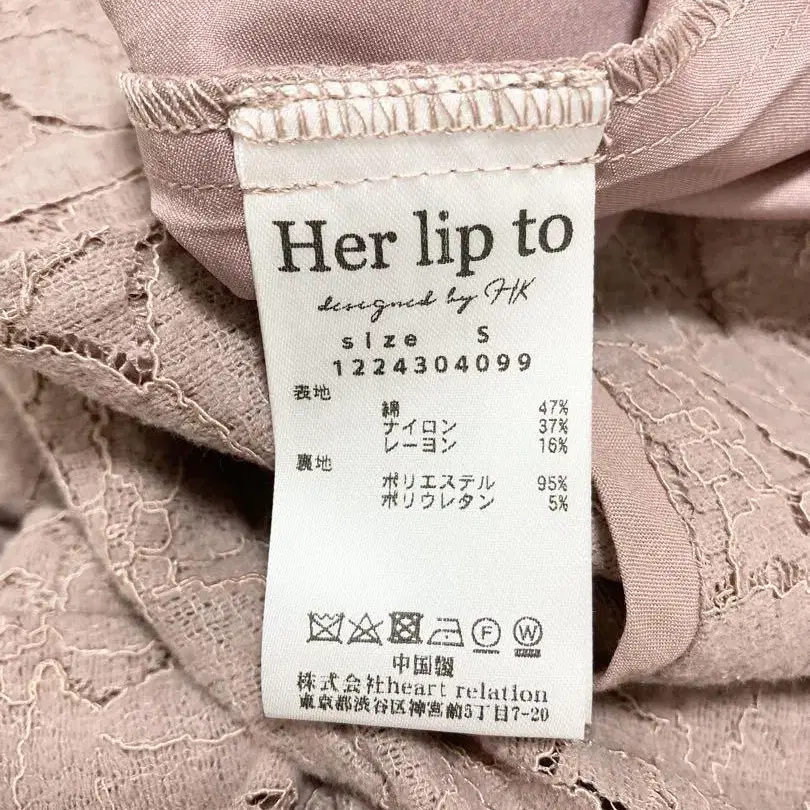 Her lip to
designed by HK
size S
1224304099
表地
綿 47%
ナイロン 37%
レーヨン 16%
裏地
ポリエステル 95%
ポリウレタン 5%
F W
中国製
株式会社heart relation
東京都渋谷区神宮前5丁目7-20